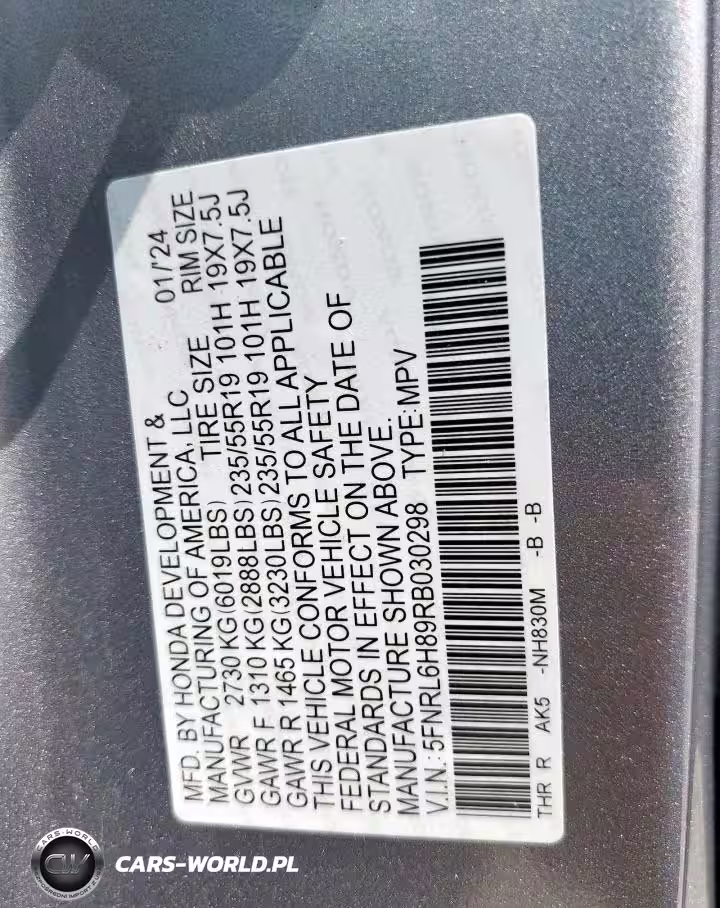 MFD. BY HONDA DEVELOPMENT & 01/'24
MANUFACTURING OF AMERICA, LLC
GVWR 2730 KG(6019LBS) TIRE SIZE RIM SIZE
GAWR F 1310 KG(2888LBS)235/55R19 101H 19X7.5J
GAWR R 1465 KG(3230LBS)235/55R19 101H 19X7.5J
THIS VEHICLE CONFORMS TO ALL APPLICABLE
FEDERAL MOTOR VEHICLE SAFETY
STANDARDS IN EFFECT ON THE DATE OF
MANUFACTURE SHOWN ABOVE.
V.I.N.: 5FNRL6H89RB030298 TYPE:MPV
THR R AK5 -NH830M -B -B
CARS-WORLD
CW
CARS-WORLD.PL